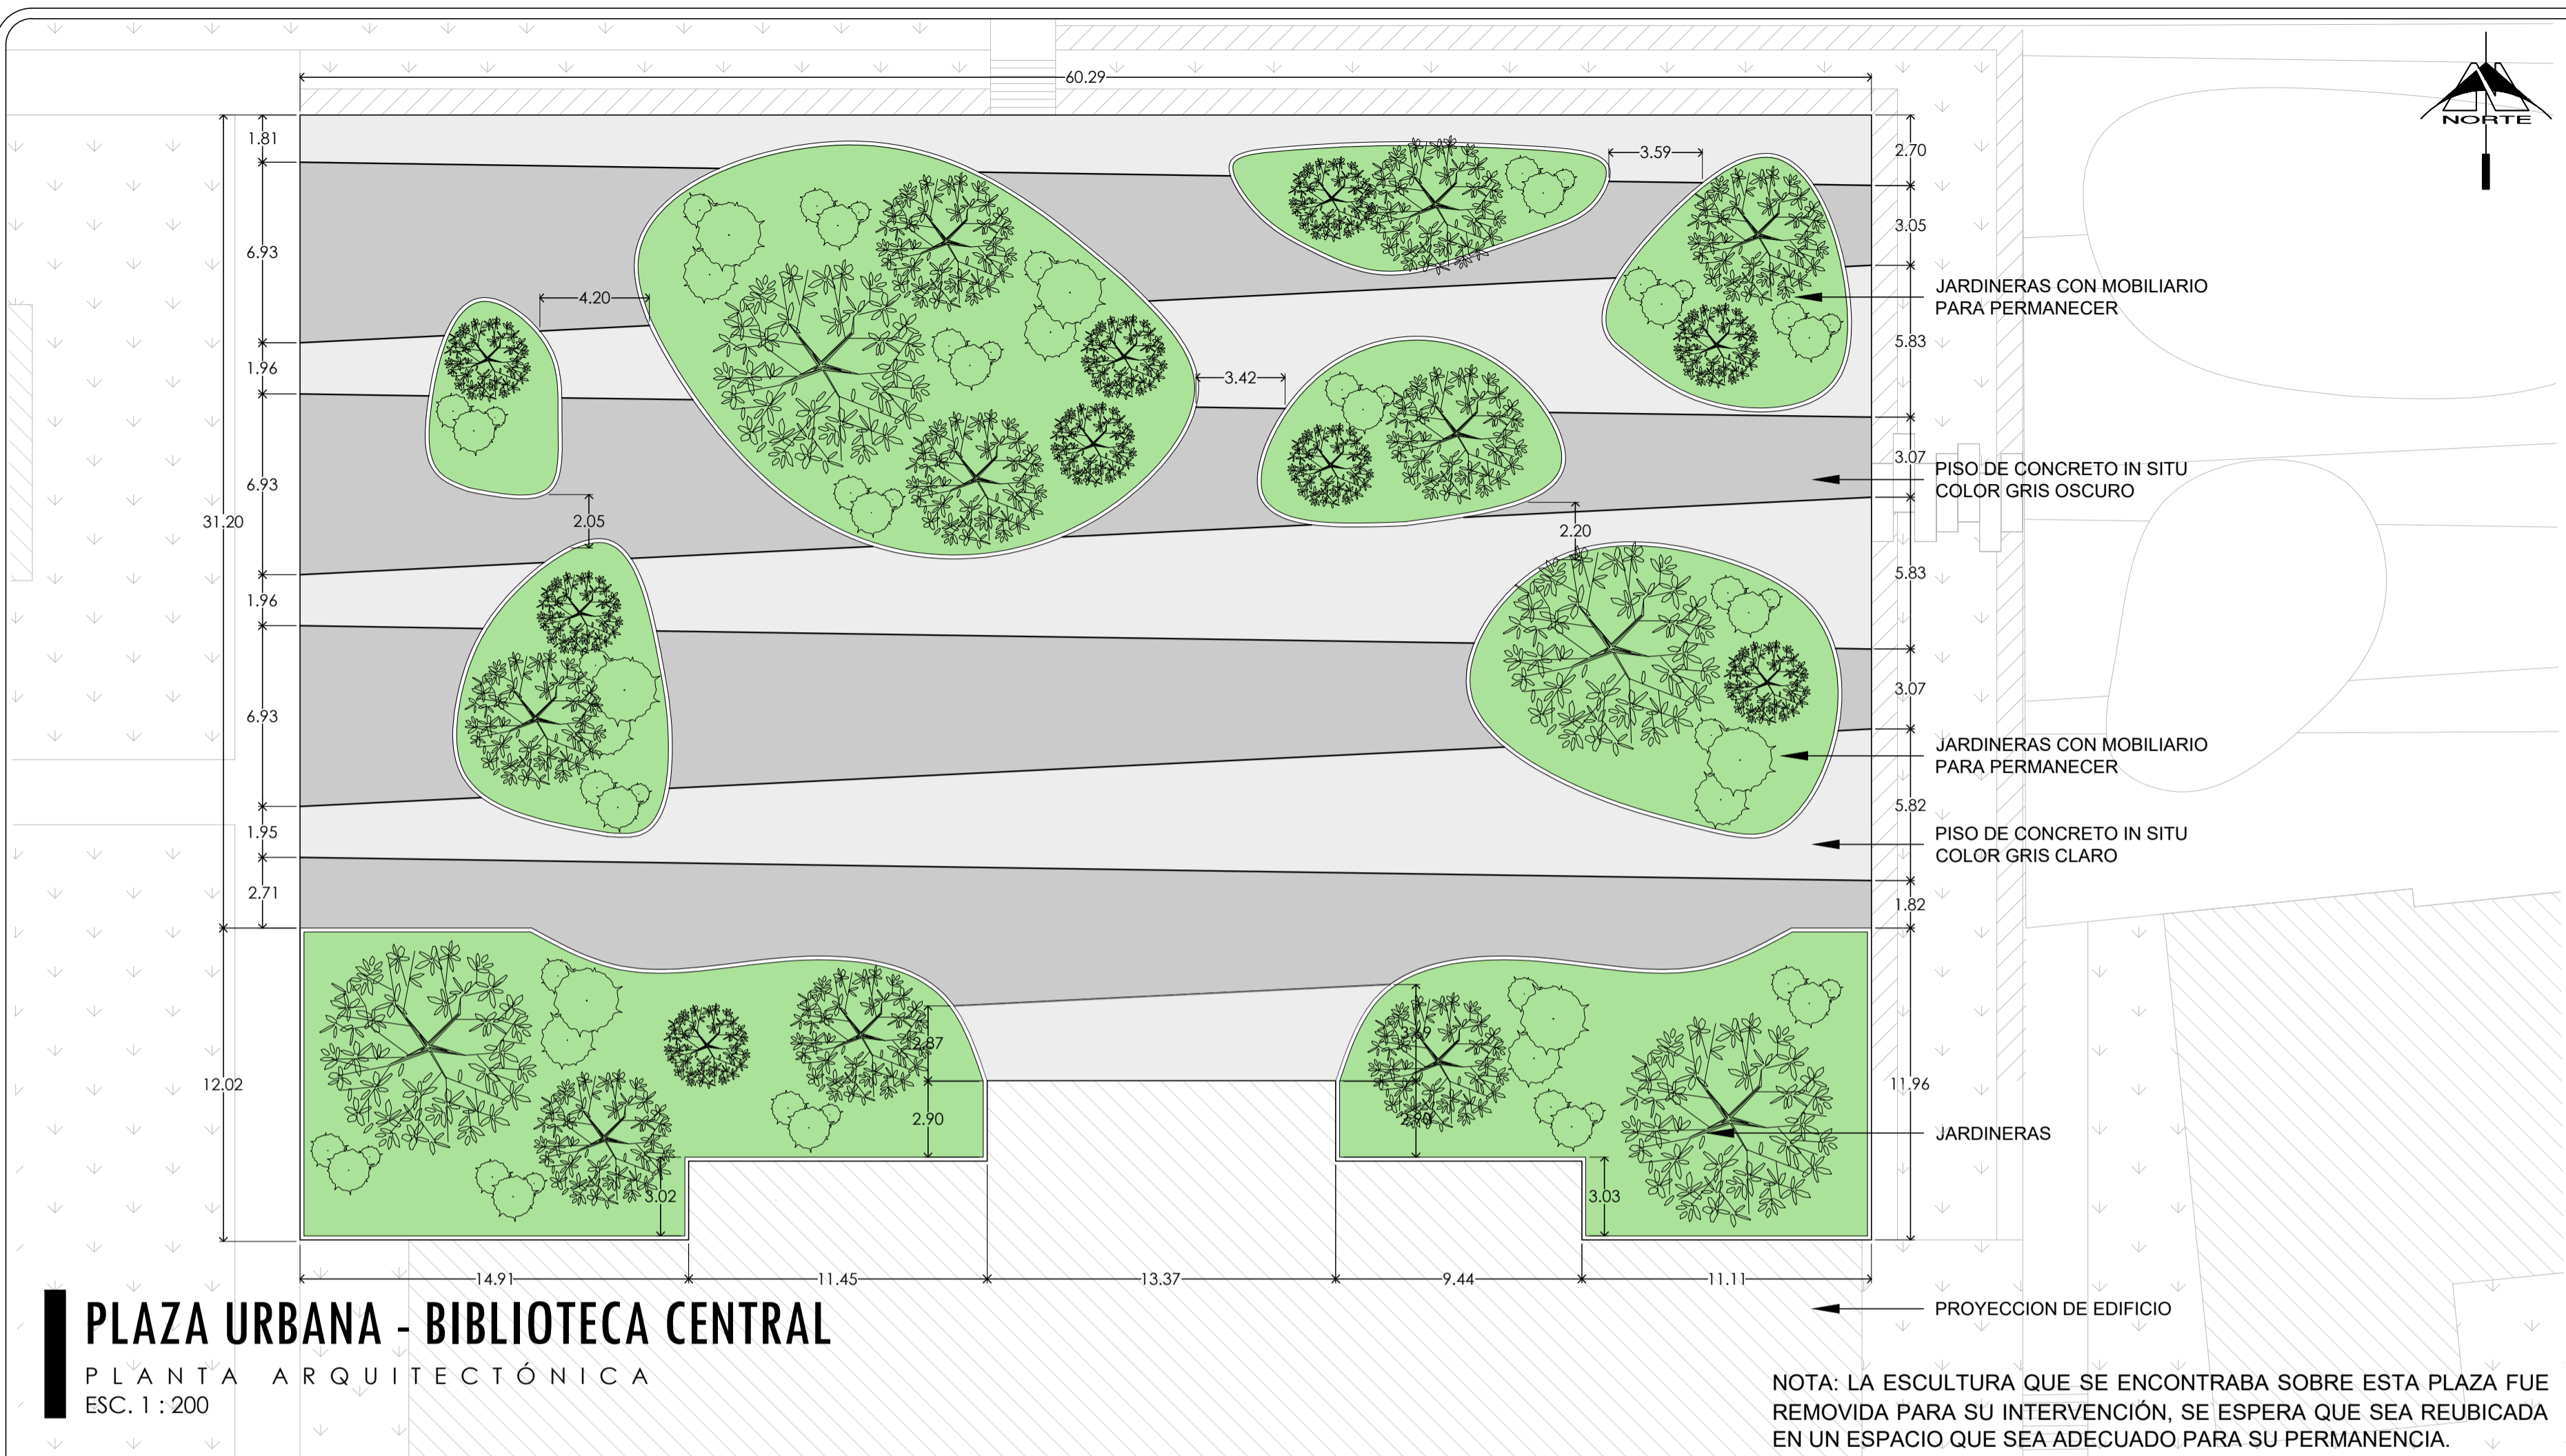 60.29
NORTE
1.81
2.70
3.59
3.05
6.93
4.20
JARDINERAS CON MOBILIARIO
PARA PERMANECER
5.83
1.96
3.42
3.07
PISO DE CONCRETO IN SITU
COLOR GRIS OSCURO
6.93
31.20
2.05
2.20
5.83
1.96
3.07
6.93
JARDINERAS CON MOBILIARIO
PARA PERMANECER
5.82
1.95
PISO DE CONCRETO IN SITU
COLOR GRIS CLARO
2.71
1.82
2.87
12.02
11.96
2.90
2.90
JARDINERAS
3.02
3.03
14.91
11.45
13.37
9.44
11.11
PROYECCION DE EDIFICIO
PLAZA URBANA - BIBLIOTECA CENTRAL
PLANTA ARQUITECTÓNICA
ESC. 1 : 200
NOTA: LA ESCULTURA QUE SE ENCONTRABA SOBRE ESTA PLAZA FUE
REMOVIDA PARA SU INTERVENCIÓN, SE ESPERA QUE SEA REUBICADA
EN UN ESPACIO QUE SEA ADECUADO PARA SU PERMANENCIA.